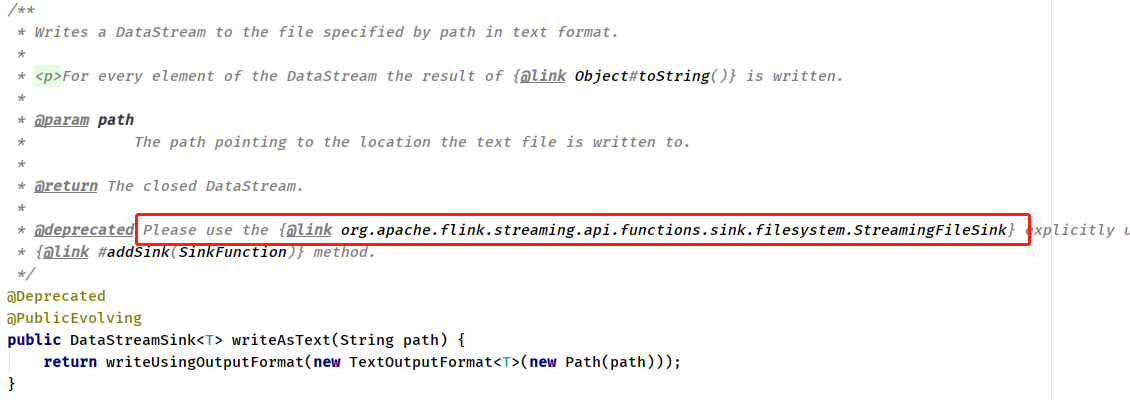 /**
* Writes a DataStream to the file specified by path in text format.
*
* <p>For every element of the DataStream the result of {@link Object#toString()} is written.
*
* @param path
* The path pointing to the location the text file is written to.
*
* @return The closed DataStream.
*
* @deprecated Please use the {@link org.apache.flink.streaming.api.functions.sink.filesystem.StreamingFileSink} explicitly u
* {@link #addSink(SinkFunction)} method.
*/
@Deprecated
@PublicEvolving
public DataStreamSink<T> writeAsText(String path) {
return writeUsingOutputFormat(new TextOutputFormat<T>(new Path(path)));
}